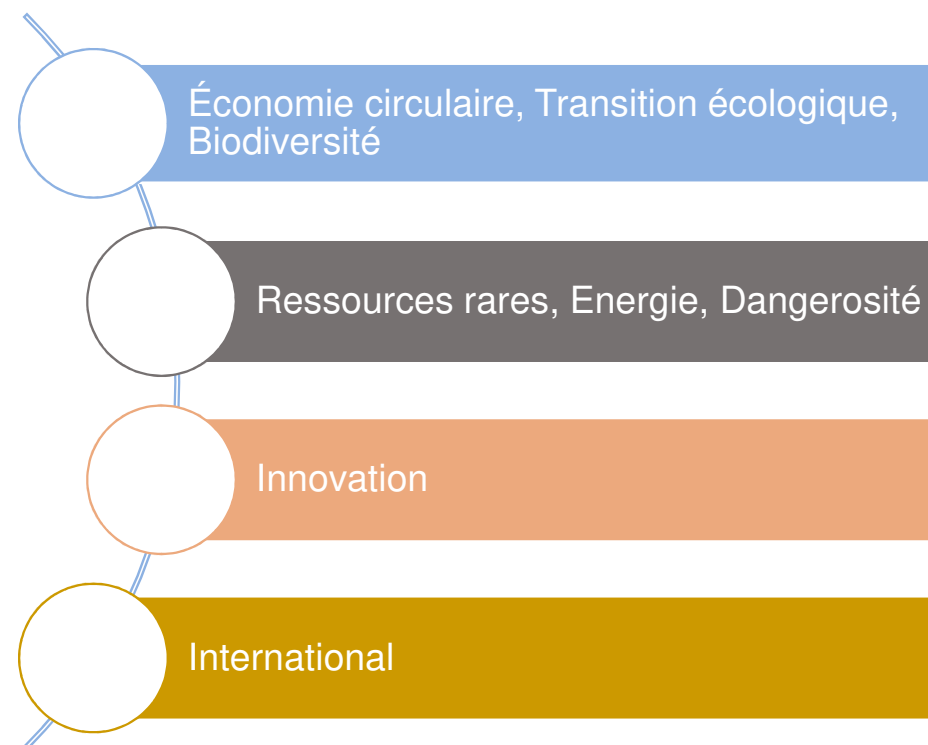 Économie circulaire, Transition écologique,
Biodiversité
Ressources rares, Energie, Dangerosité
Innovation
International